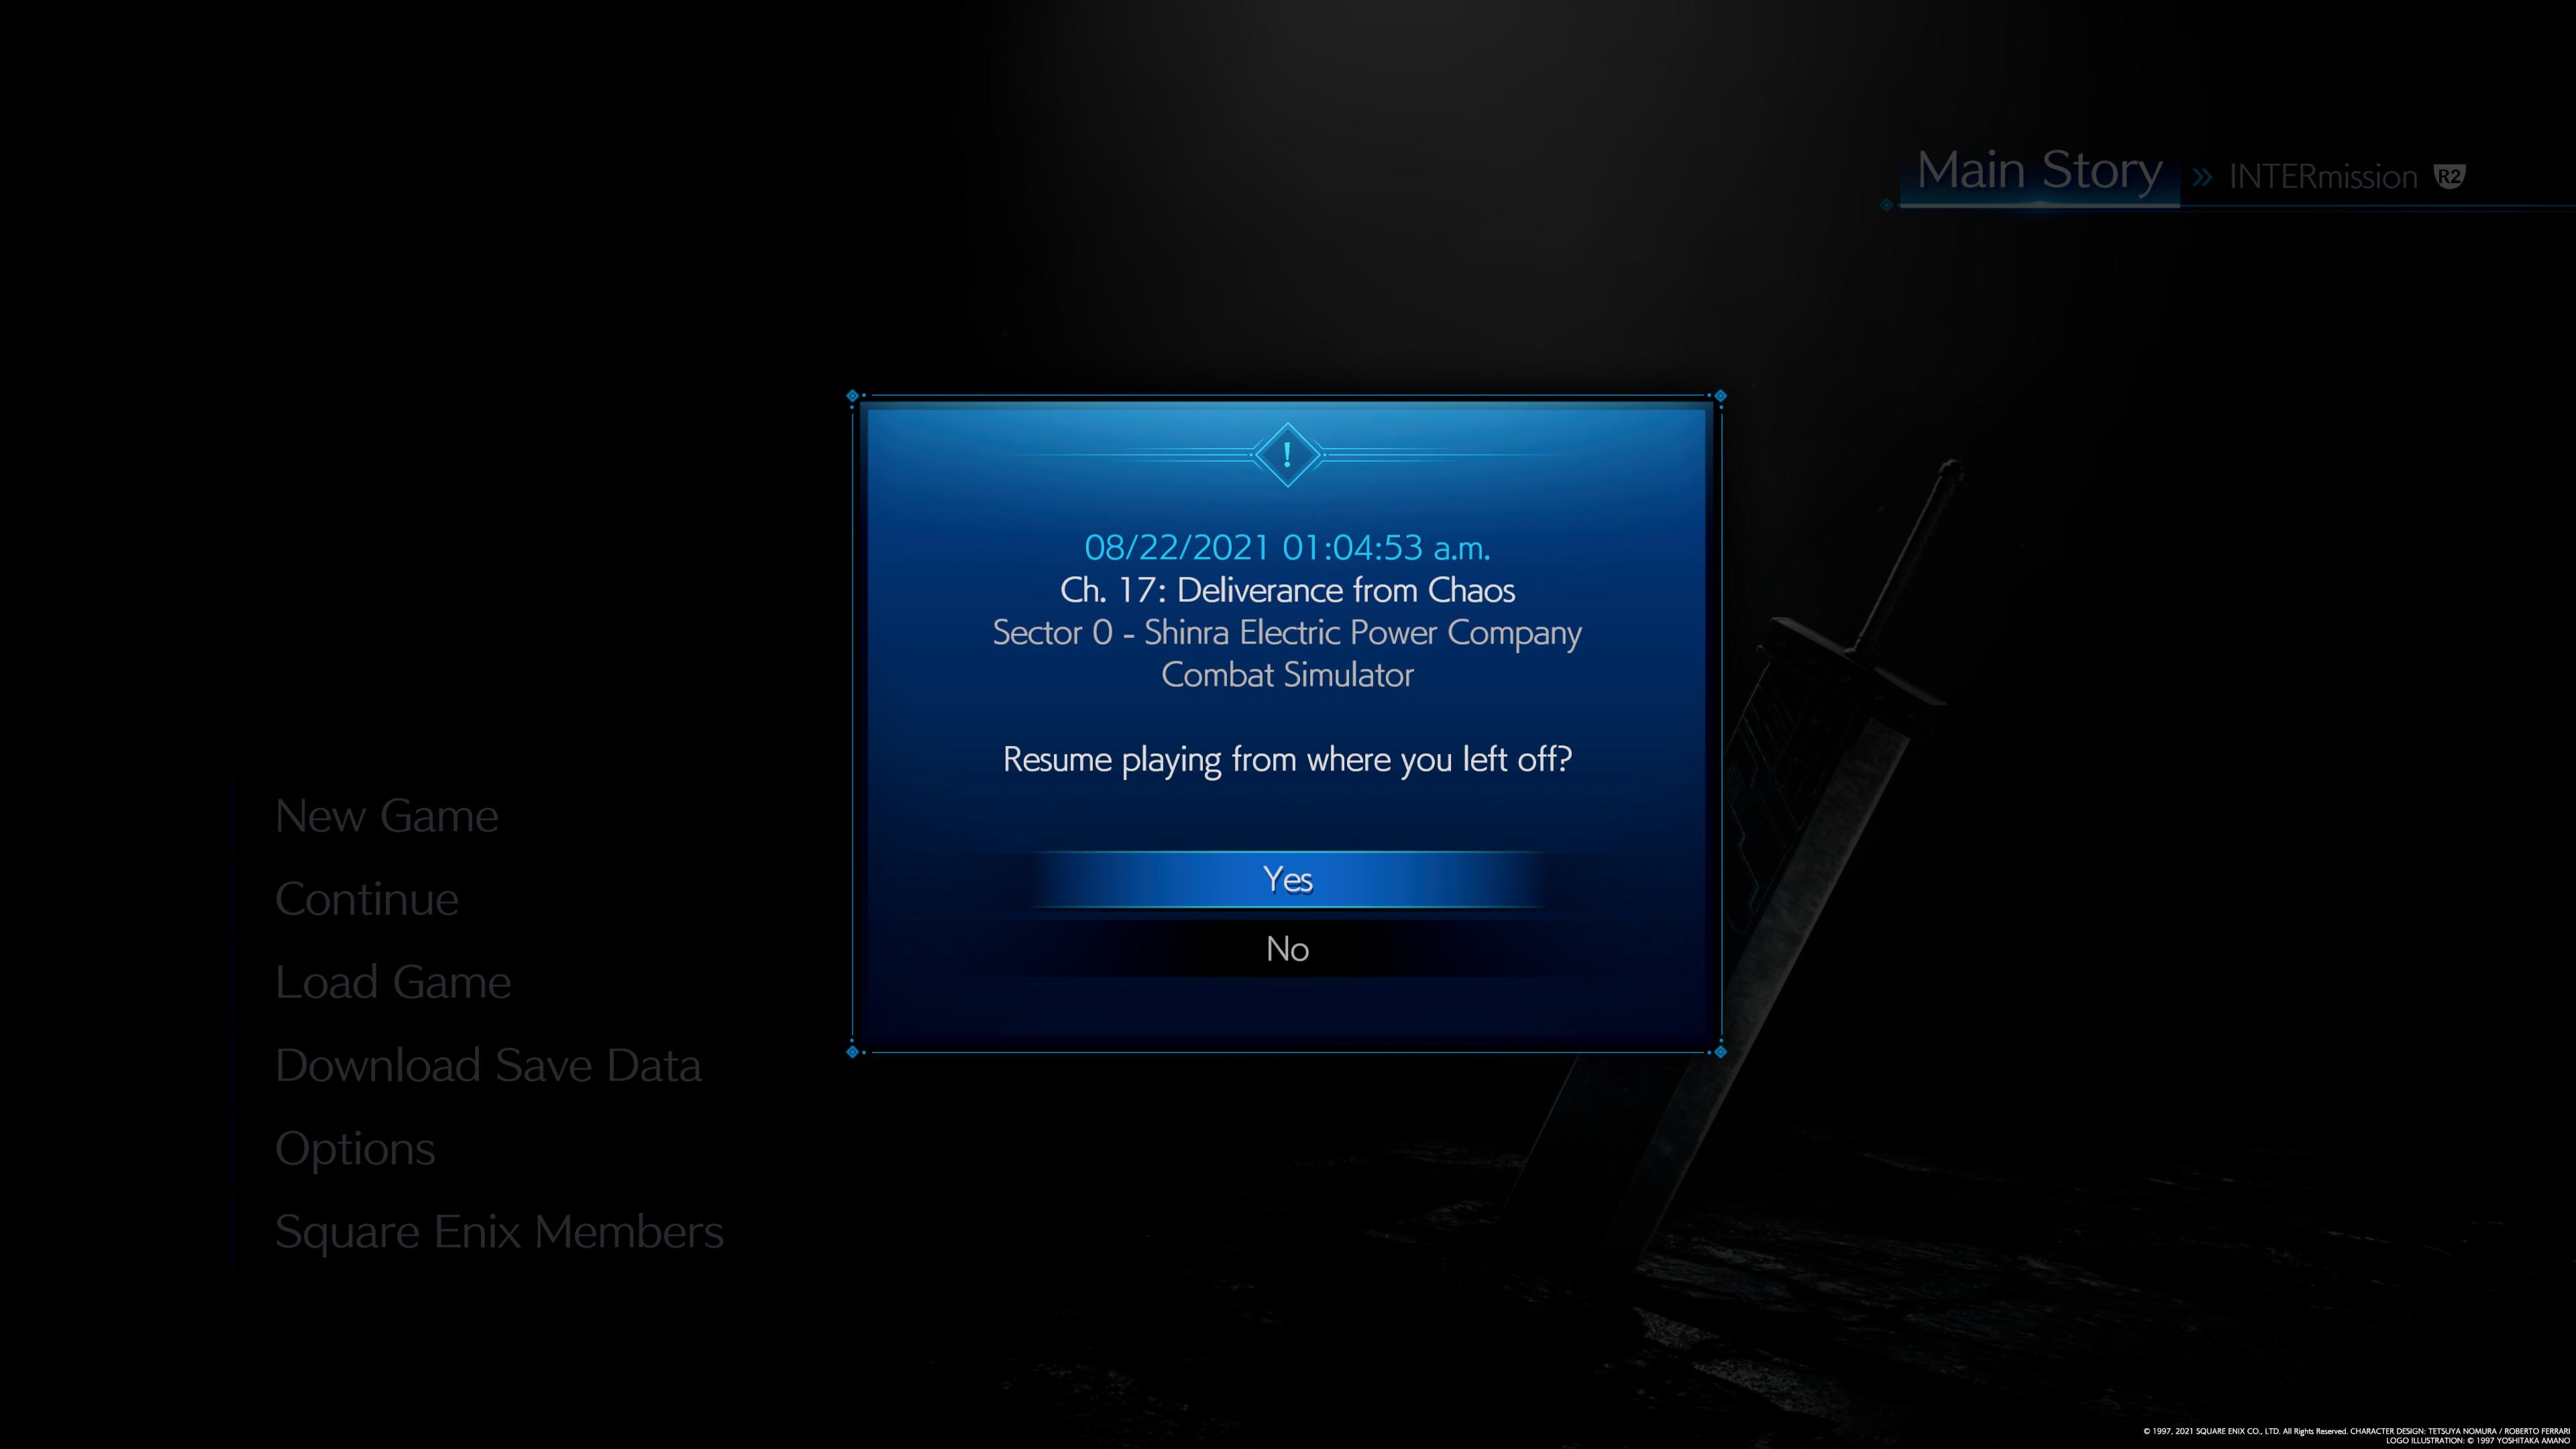 Main Story » INTERmission R2
!
08/22/2021 01:04:53 a.m.
Ch. 17: Deliverance from Chaos
Sector 0 - Shinra Electric Power Company
Combat Simulator
Resume playing from where you left off?
Yes
No
New Game
Continue
Load Game
Download Save Data
Options
Square Enix Members
© 1997, 2021 SQUARE ENIX CO., LTD. All Rights Reserved. CHARACTER DESIGN: TETSUYA NOMURA / ROBERTO FERRARI
LOGO ILLUSTRATION: © 1997 YOSHITAKA AMANO